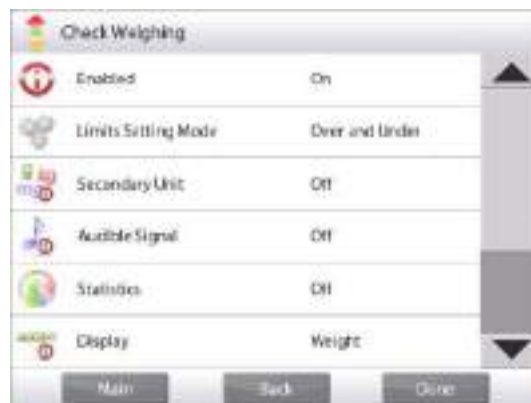 Check Weighing
Enabled On
Limits Setting Mode Over and Under
Secondary Unit Off
Audible Signal Off
Statistics Off
Display Weight
Main Back Done